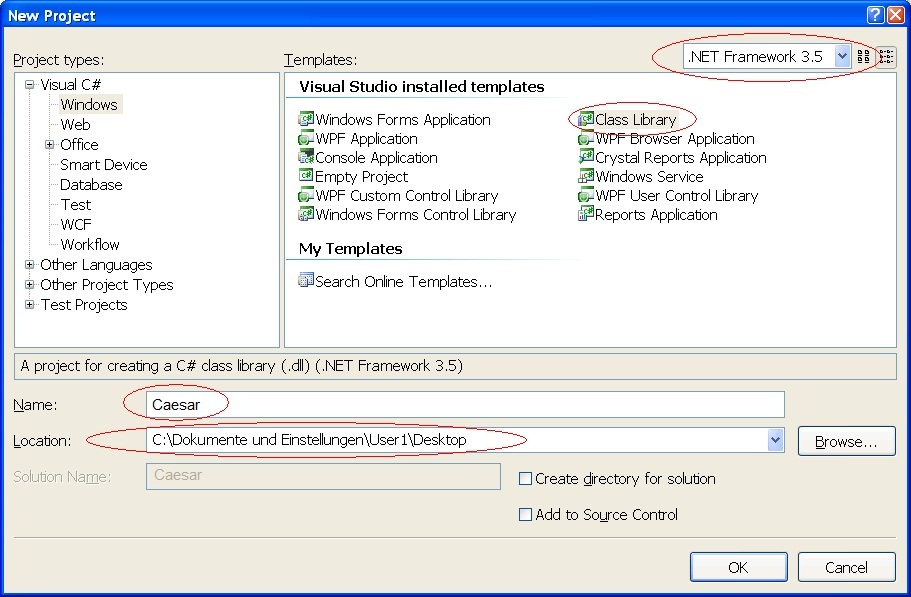 New Project
Project types:
Templates:
.NET Framework 3.5
Visual C#
Windows
Web
Office
Smart Device
Database
Test
WCF
Workflow
Other Languages
Other Project Types
Test Projects
Visual Studio installed templates
Windows Forms Application
Class Library
WPF Application
WPF Browser Application
Console Application
Crystal Reports Application
Empty Project
Windows Service
WPF Custom Control Library
WPF User Control Library
Windows Forms Control Library
Reports Application
My Templates
Search Online Templates...
A project for creating a C# class library (.dll) (.NET Framework 3.5)
Name: Caesar
Location: C:\Dokumente und Einstellungen\User1\Desktop Browse...
Solution Name: Caesar
Create directory for solution
Add to Source Control
OK Cancel